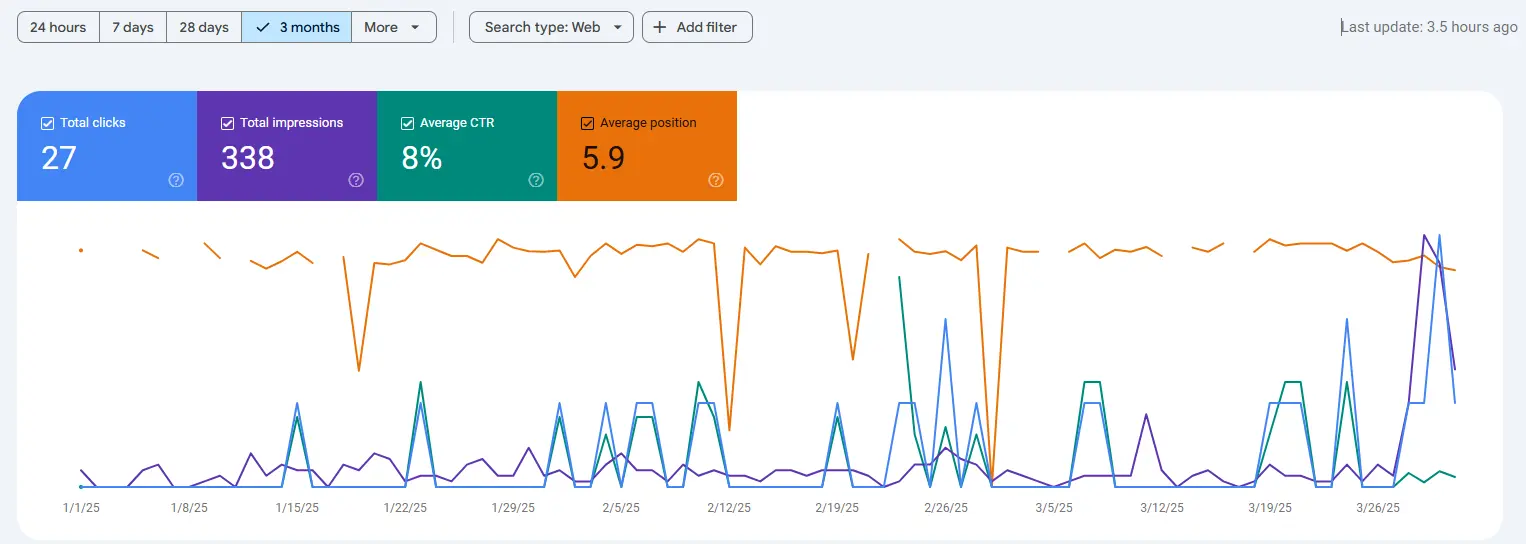 24 hours 7 days 28 days 3 months More Search type: Web Add filter Last update: 3.5 hours ago
Total clicks Total impressions Average CTR Average position
27 338 8% 5.9
1/1/25 1/8/25 1/15/25 1/22/25 1/29/25 2/5/25 2/12/25 2/19/25 2/26/25 3/5/25 3/12/25 3/19/25 3/26/25